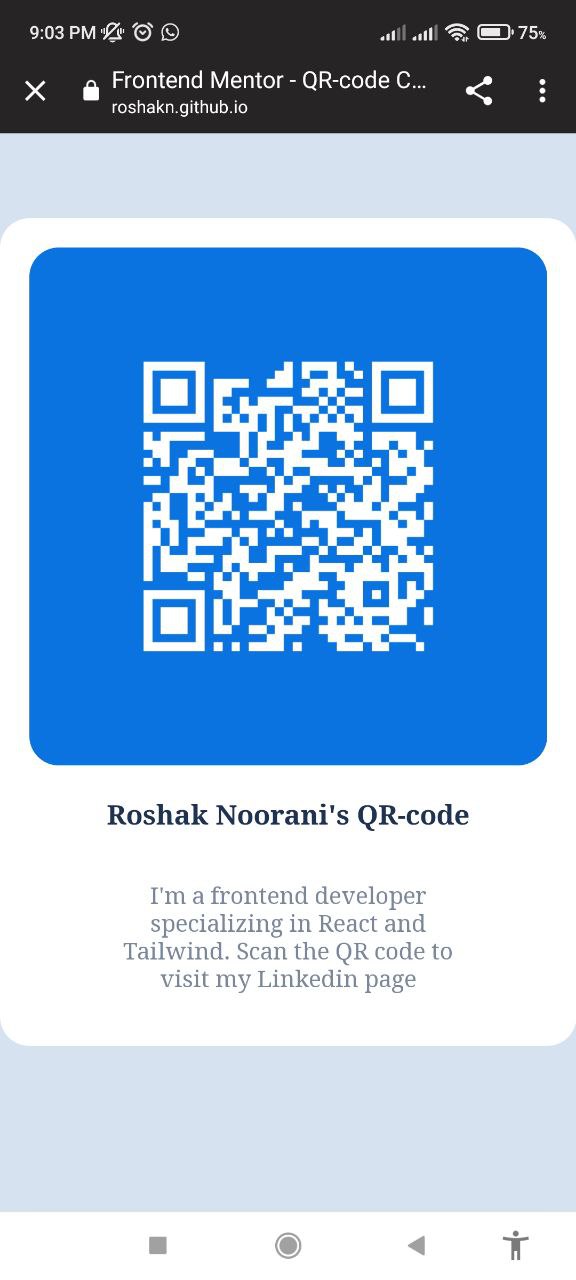 9:03 PM 75%
Frontend Mentor - QR-code C...
roshakn.github.io
Roshak Noorani's QR-code
I'm a frontend developer
specializing in React and
Tailwind. Scan the QR code to
visit my Linkedin page